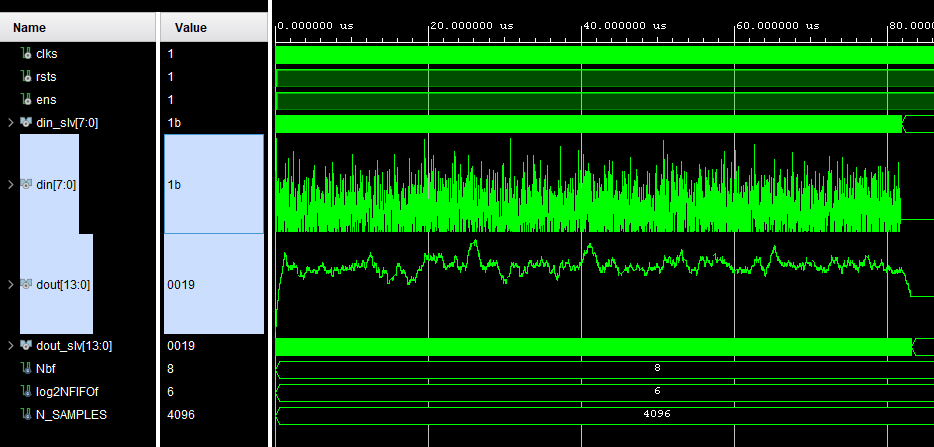 Name Value 0.000000 us 20.000000 us 40.000000 us 60.000000 us 80.00
clks 1
rsts 1
ens 1
din_slv[7:0] 1b
din[7:0] 1b
dout[13:0] 0019
dout_slv[13:0] 0019
Nbf 8 8
log2NFIFOf 6 6
N_SAMPLES 4096 4096